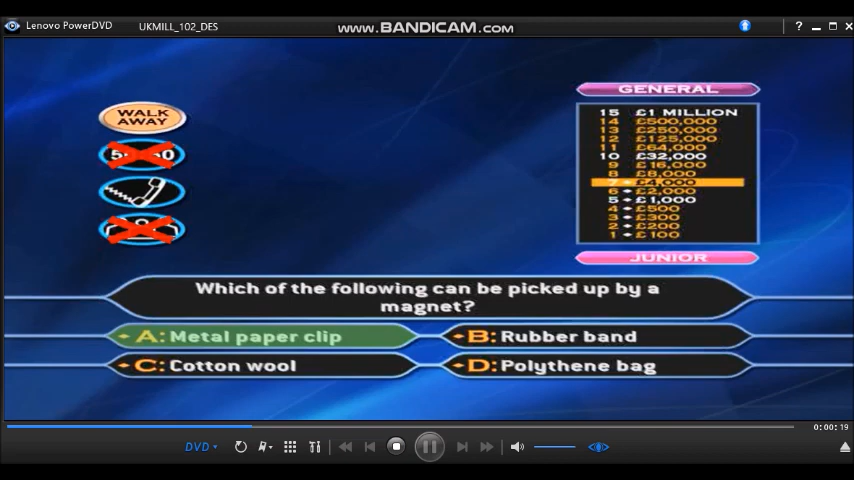 Lenovo PowerDVD
UKMILL_102_DES
www.BANDICAM.com
?
GENERAL
WALK AWAY
15 £1 MILLION
14 £500,000
13 £250,000
12 £125,000
11 £64,000
10 £32,000
9 £16,000
8 £8,000
7 £4,000
6 £2,000
5 £1,000
4 £500
3 £300
2 £200
1 £100
JUNIOR
Which of the following can be picked up by a
magnet?
A: Metal paper clip
B: Rubber band
C: Cotton wool
D: Polythene bag
0:00:19
DVD